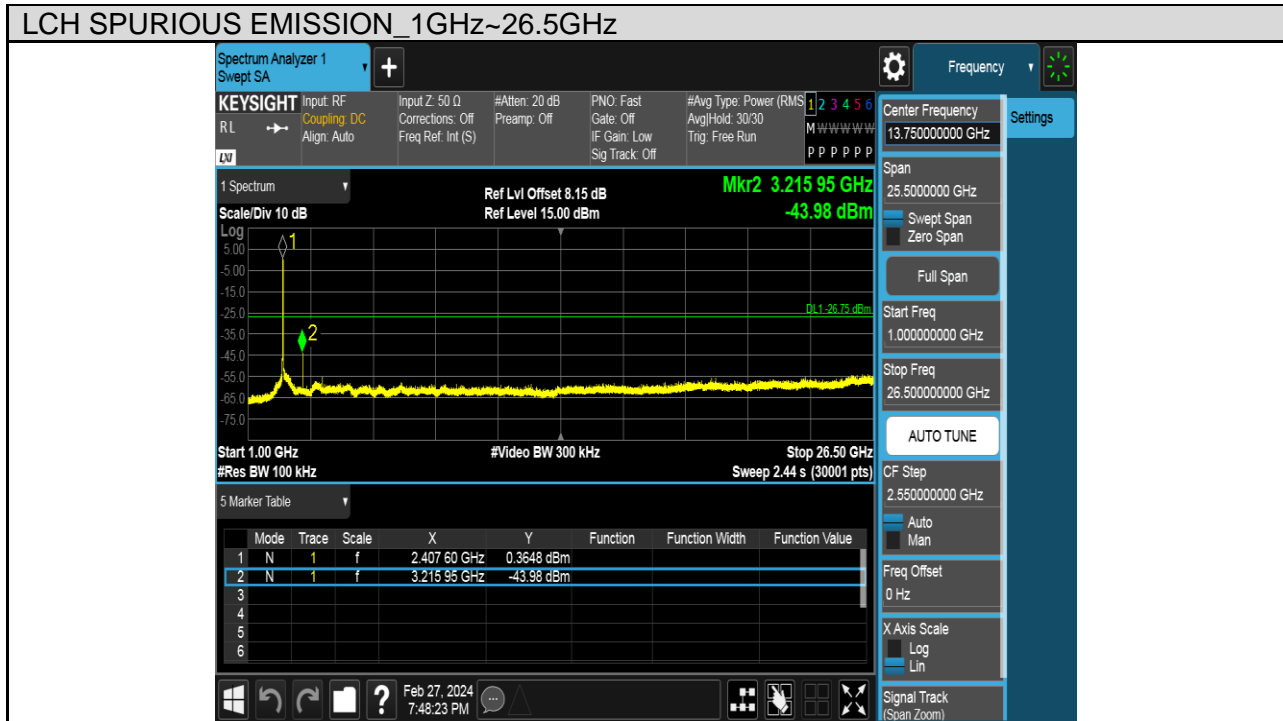 LCH SPURIOUS EMISSION_1GHz~26.5GHz
Spectrum Analyzer 1
Swept SA
+
Frequency
KEYSIGHT
RL
LXI
Input: RF
Coupling: DC
Align: Auto
Input Z: 50 Ω
Corrections: Off
Freq Ref: Int (S)
#Atten: 20 dB
Preamp: Off
PNO: Fast
Gate: Off
IF Gain: Low
Sig Track: Off
#Avg Type: Power (RMS
Avg|Hold: 30/30
Trig: Free Run
1 2 3 4 5 6
M W W W W W
P P P P P P
1 Spectrum
Scale/Div 10 dB
Ref Lvl Offset 8.15 dB
Ref Level 15.00 dBm
Mkr2 3.215 95 GHz
-43.98 dBm
Log
5.00
-5.00
-15.0
-25.0
-35.0
-45.0
-55.0
-65.0
-75.0
1
2
DL1 -26.75 dBm
Start 1.00 GHz
#Video BW 300 kHz
Stop 26.50 GHz
#Res BW 100 kHz
Sweep 2.44 s (30001 pts)
5 Marker Table
Mode Trace Scale X Y Function Function Width Function Value
1 N 1 f 2.407 60 GHz 0.3648 dBm
2 N 1 f 3.215 95 GHz -43.98 dBm
3
4
5
6
Center Frequency
13.750000000 GHz
Settings
Span
25.5000000 GHz
Swept Span
Zero Span
Full Span
Start Freq
1.000000000 GHz
Stop Freq
26.500000000 GHz
AUTO TUNE
CF Step
2.550000000 GHz
Auto
Man
Freq Offset
0 Hz
X Axis Scale
Log
Lin
Signal Track
(Span Zoom)
?
Feb 27, 2024
7:48:23 PM